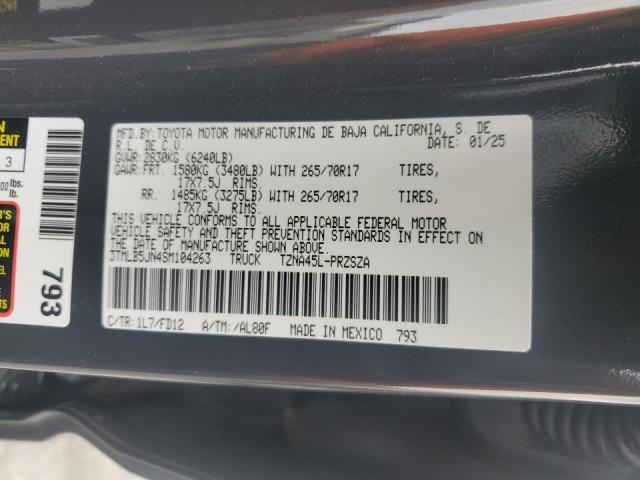 MFD.BY:TOYOTA MOTOR MANUFACTURING DE BAJA CALIFORNIA, S. DE
R.L. DE C.V. DATE: 01/25
GVWR:2830KG (6240LB)
GAWR:FRT. 1580KG (3480LB) WITH 265/70R17 TIRES,
17X7.5J RIMS.
RR. 1485KG (3275LB) WITH 265/70R17 TIRES,
17X7.5J RIMS.
THIS VEHICLE CONFORMS TO ALL APPLICABLE FEDERAL MOTOR
VEHICLE SAFETY AND THEFT PREVENTION STANDARDS IN EFFECT ON
THE DATE OF MANUFACTURE SHOWN ABOVE.
3TMLB5JN4SM104263 TRUCK TZNA45L-PRZSZA
C/TR:1L7/FD12 A/TM:/AL80F MADE IN MEXICO 793
3
lbs.
lb.
793